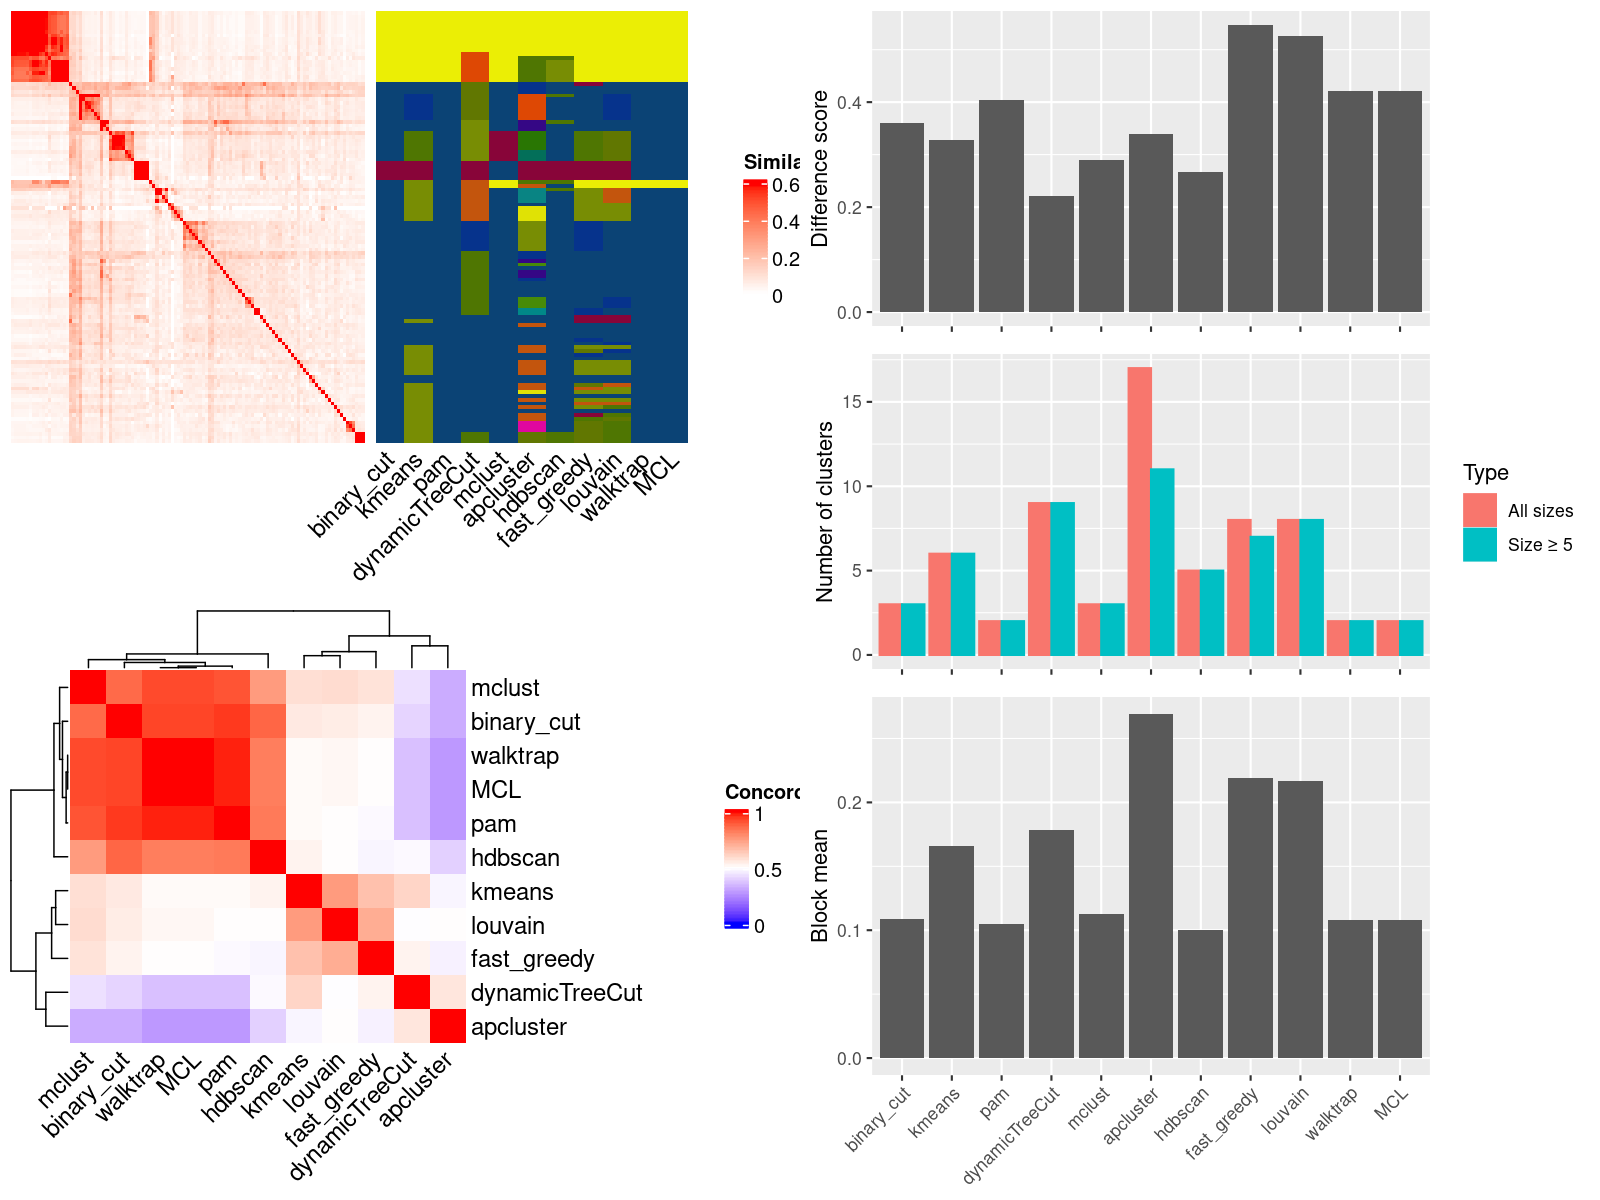 binary_cut
kmeans
pam
dynamicTreeCut
mclust
apcluster
hdbscan
fast_greedy
louvain
walktrap
MCL
Simila
0.6
0.4
0.2
0
mclust
binary_cut
walktrap
MCL
pam
hdbscan
kmeans
louvain
fast_greedy
dynamicTreeCut
apcluster
mclust
binary_cut
walktrap
MCL
pam
hdbscan
kmeans
louvain
fast_greedy
dynamicTreeCut
apcluster
Concord
1
0.5
0
Difference score
0.4
0.2
0.0
Number of clusters
15
10
5
0
Type
All sizes
Size ≥ 5
Block mean
0.2
0.1
0.0
binary_cut
kmeans
pam
dynamicTreeCut
mclust
apcluster
hdbscan
fast_greedy
louvain
walktrap
MCL